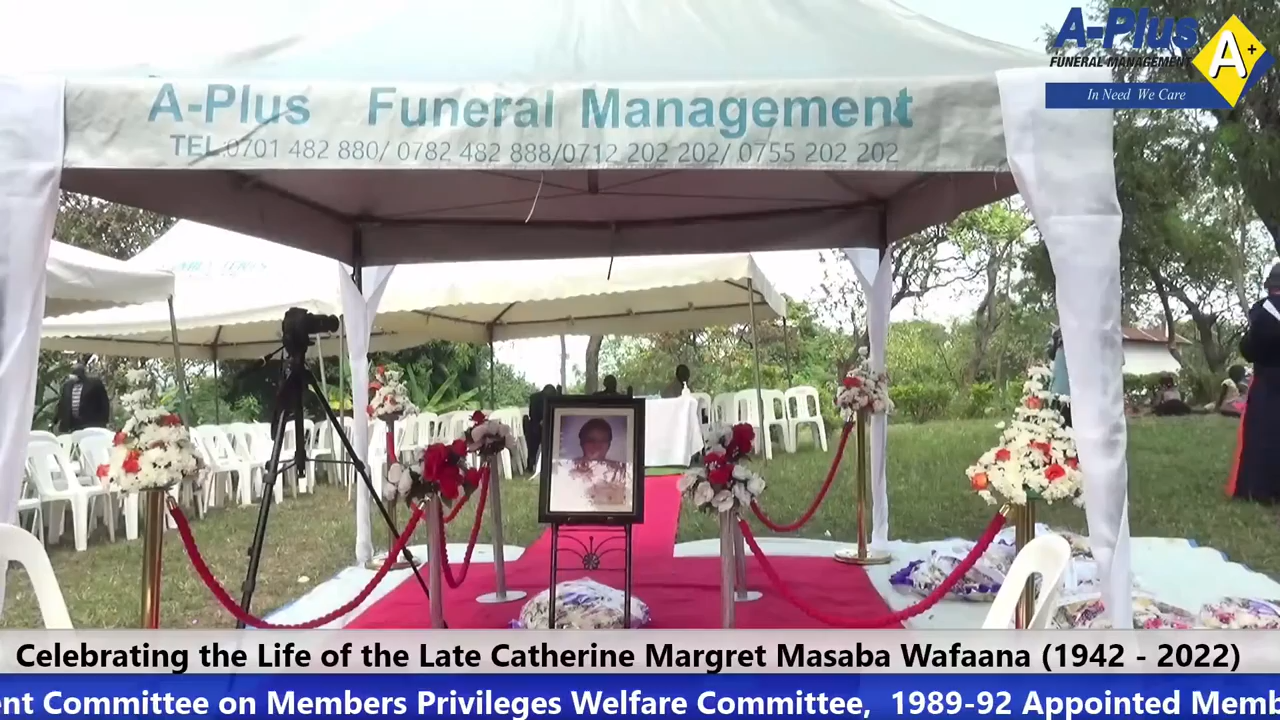 A-Plus
FUNERAL MANAGEMENT
A+
In Need We Care
A-Plus Funeral Management
TEL:0701 482 880/ 0782 482 888/0712 202 202/ 0755 202 202
Celebrating the Life of the Late Catherine Margret Masaba Wafaana (1942 - 2022)
nt Committee on Members Privileges Welfare Committee, 1989-92 Appointed Memb